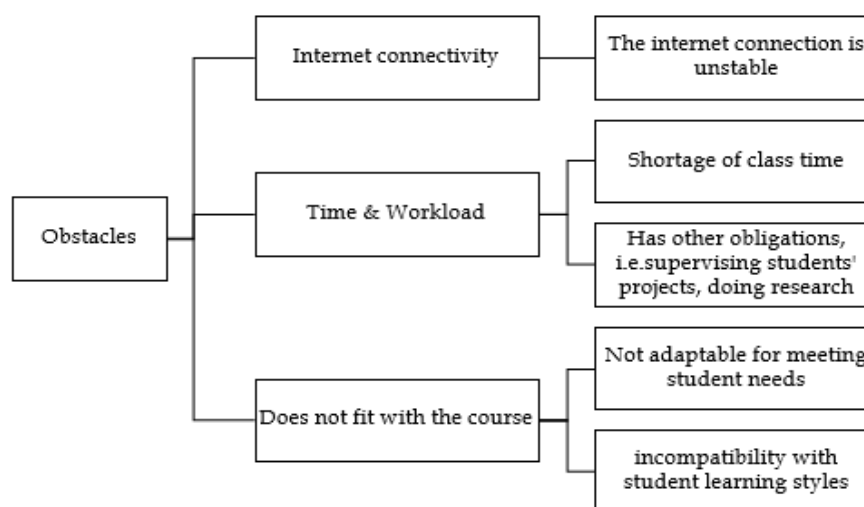 Internet connectivity
The internet connection is
unstable
Shortage of class time
Time & Workload
Obstacles
Has other obligations,
i.e.supervising students'
projects, doing research
Not adaptable for meeting
student needs
Does not fit with the course
incompatibility with
student learning styles